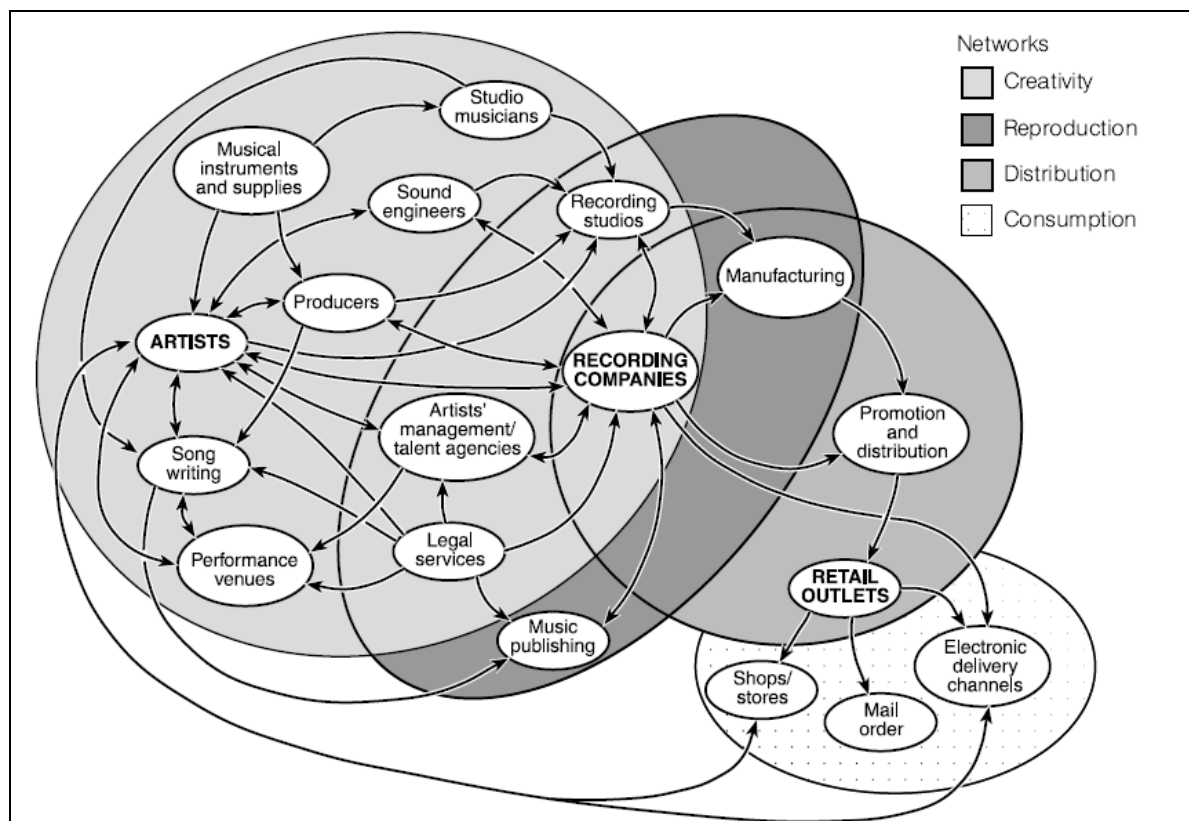 Networks
Creativity
Reproduction
Distribution
Consumption
Studio
musicians
Musical
instruments
and supplies
Sound
engineers
Recording
studios
Manufacturing
Producers
ARTISTS
RECORDING
COMPANIES
Artists'
management/
talent agencies
Promotion
and
distribution
Song
writing
Legal
services
Performance
venues
RETAIL
OUTLETS
Music
publishing
Electronic
delivery
channels
Shops/
stores
Mail
order